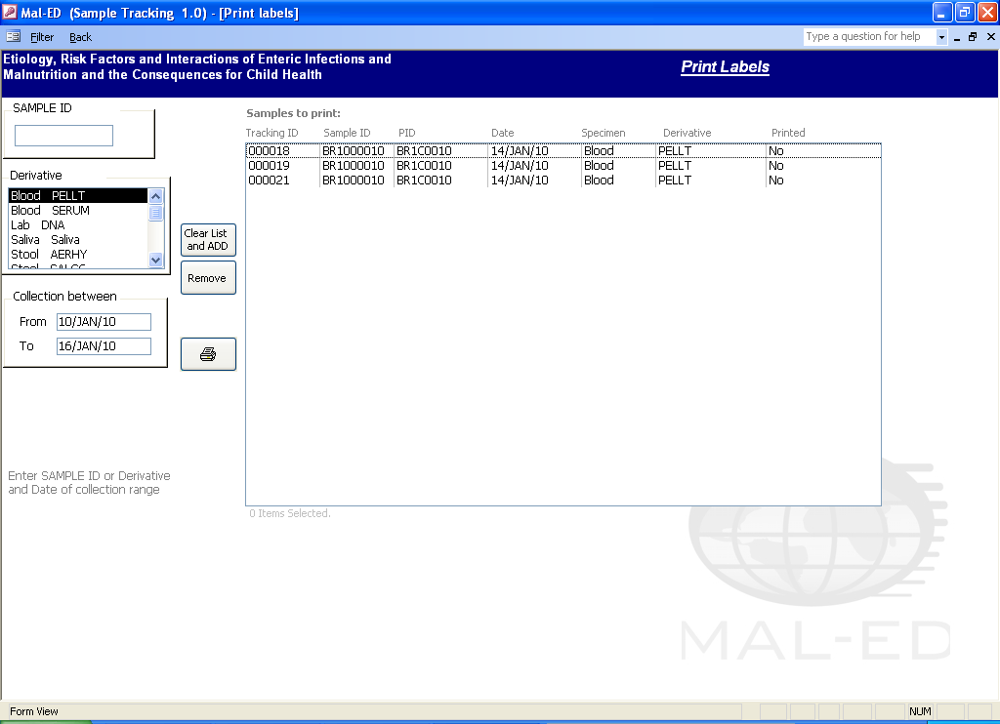 Mal-ED (Sample Tracking 1.0) - [Print labels]
Filter Back Type a question for help
Etiology, Risk Factors and Interactions of Enteric Infections and
Malnutrition and the Consequences for Child Health
Print Labels
SAMPLE ID
Derivative
Blood PELLT
Blood SERUM
Lab DNA
Saliva Saliva
Stool AERHY
Stool
Collection between
From 10/JAN/10
To 16/JAN/10
Enter SAMPLE ID or Derivative
and Date of collection range
Clear List
and ADD
Remove
Samples to print:
Tracking ID Sample ID PID Date Specimen Derivative Printed
000018 BR1000010 BR1C0010 14/JAN/10 Blood PELLT No
000019 BR1000010 BR1C0010 14/JAN/10 Blood PELLT No
000021 BR1000010 BR1C0010 14/JAN/10 Blood PELLT No
0 Items Selected.
MAL-ED
Form View NUM